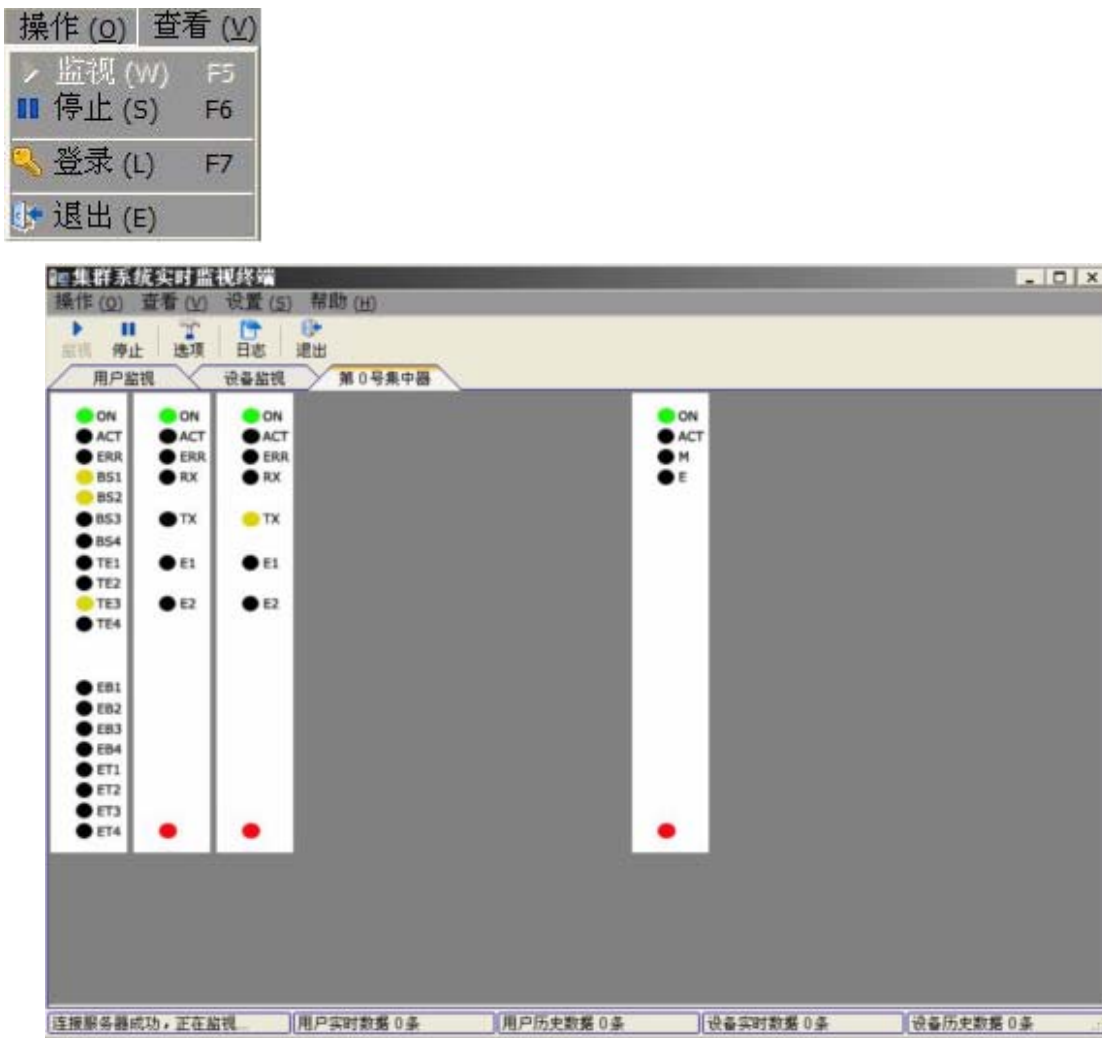 操作(O) 查看(V)
监视(W) F5
停止(S) F6
登录(L) F7
退出(E)
集群系统实时监视终端
操作(O) 查看(V) 设置(S) 帮助(H)
监视 停止 选项 日志 退出
用户监视 设备监视 第0号集中器
ON ON ON ON
ACT ACT ACT ACT
ERR ERR ERR M
BS1 RX RX E
BS2
BS3 TX TX
BS4
TE1 E1 E1
TE2
TE3 E2 E2
TE4
EB1
EB2
EB3
EB4
ET1
ET2
ET3
ET4
连接服务器成功，正在监视... 用户实时数据 0条 用户历史数据 0条 设备实时数据 0条 设备历史数据 0条